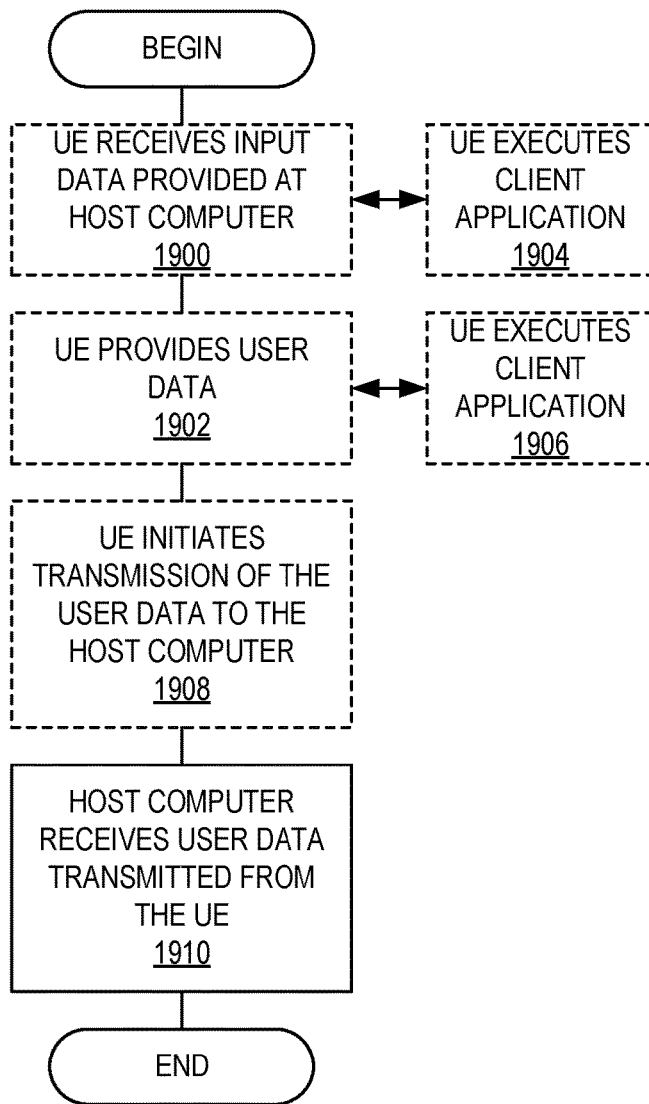 BEGIN
UE RECEIVES INPUT
DATA PROVIDED AT
HOST COMPUTER
1900
UE EXECUTES
CLIENT
APPLICATION
1904
UE PROVIDES USER
DATA
1902
UE EXECUTES
CLIENT
APPLICATION
1906
UE INITIATES
TRANSMISSION OF THE
USER DATA TO THE
HOST COMPUTER
1908
HOST COMPUTER
RECEIVES USER DATA
TRANSMITTED FROM
THE UE
1910
END